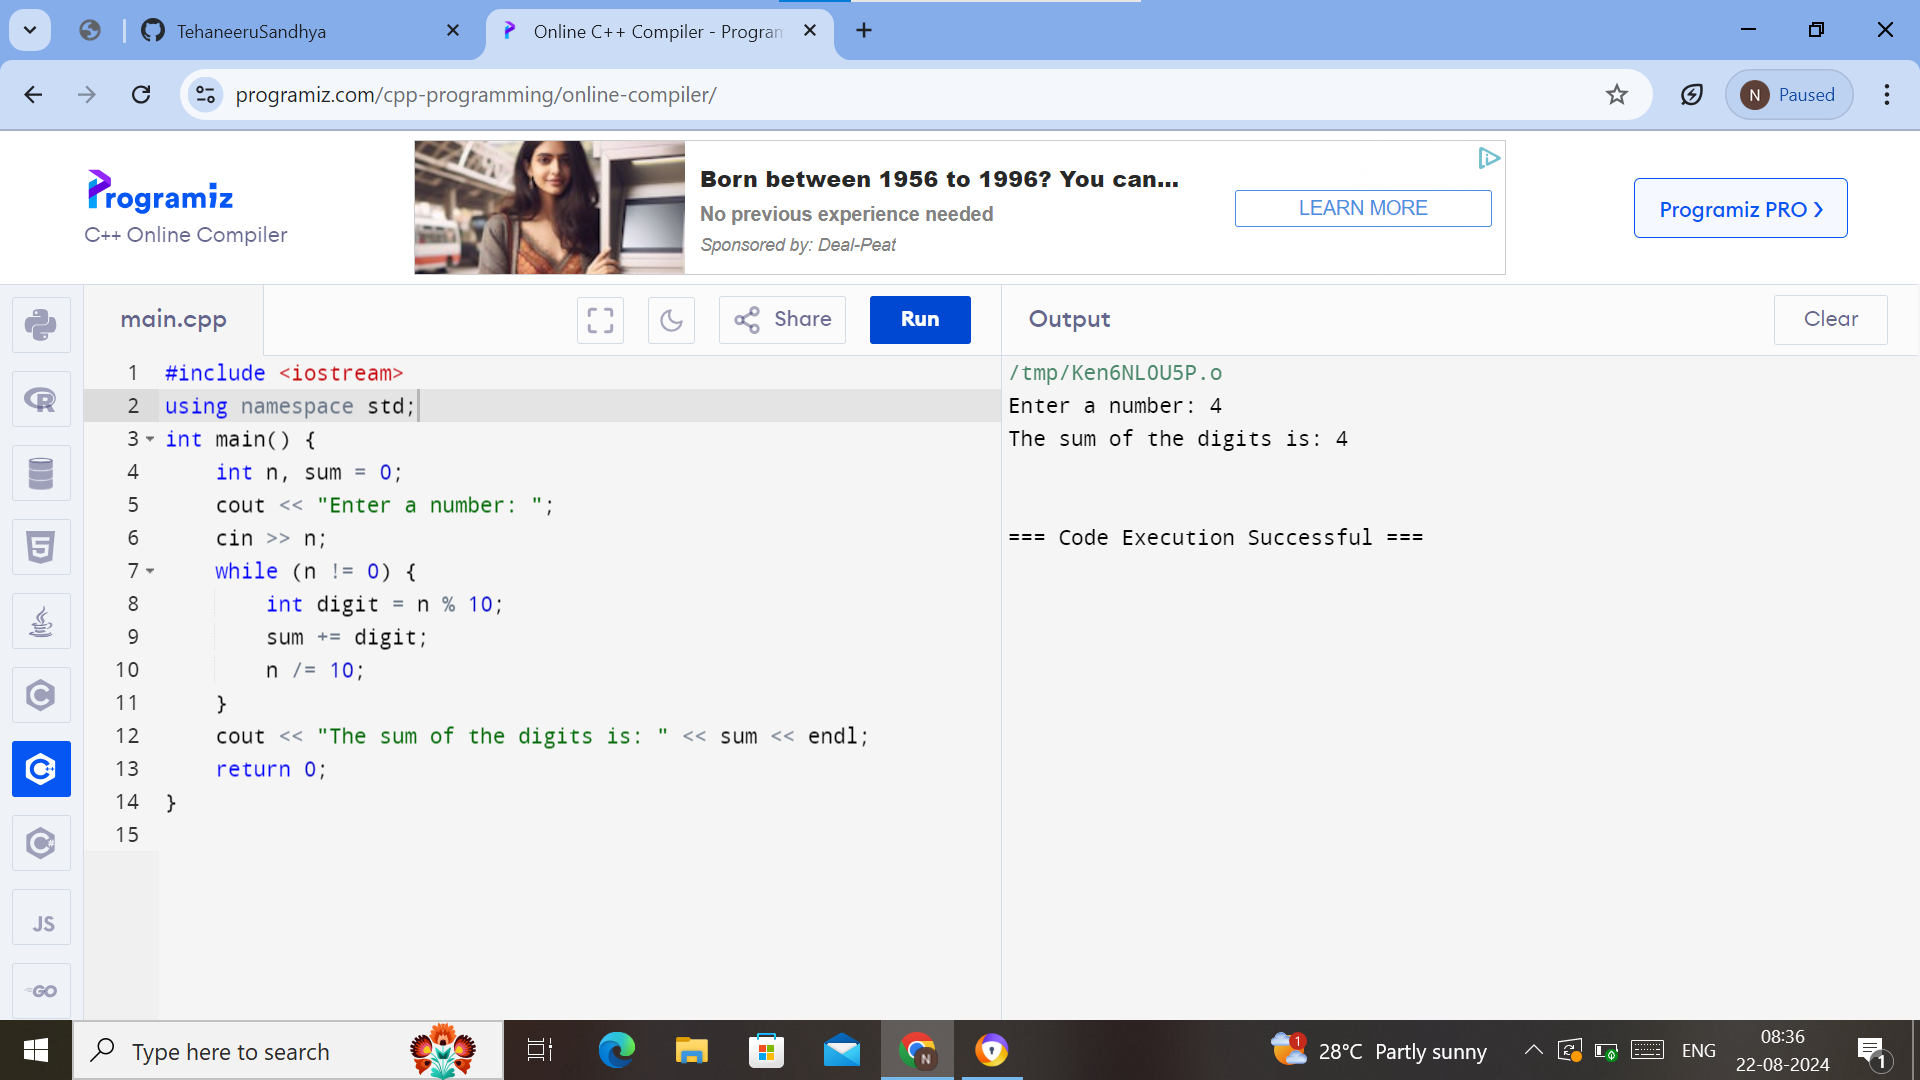 TehaneeruSandhya
Online C++ Compiler - Program
programiz.com/cpp-programming/online-compiler/
N
Paused
Programiz
C++ Online Compiler
Born between 1956 to 1996? You can...
No previous experience needed
Sponsored by: Deal-Peat
LEARN MORE
Programiz PRO ›
main.cpp
Share
Run
Output
Clear
1 #include <iostream>
2 using namespace std;
3 int main() {
4     int n, sum = 0;
5     cout << "Enter a number: ";
6     cin >> n;
7     while (n != 0) {
8         int digit = n % 10;
9         sum += digit;
10         n /= 10;
11     }
12     cout << "The sum of the digits is: " << sum << endl;
13     return 0;
14 }
15
/tmp/Ken6NL0U5P.o
Enter a number: 4
The sum of the digits is: 4
=== Code Execution Successful ===
R
5
C
C+
C#
JS
GO
Type here to search
N
1
28°C Partly sunny
ENG
08:36
22-08-2024
1